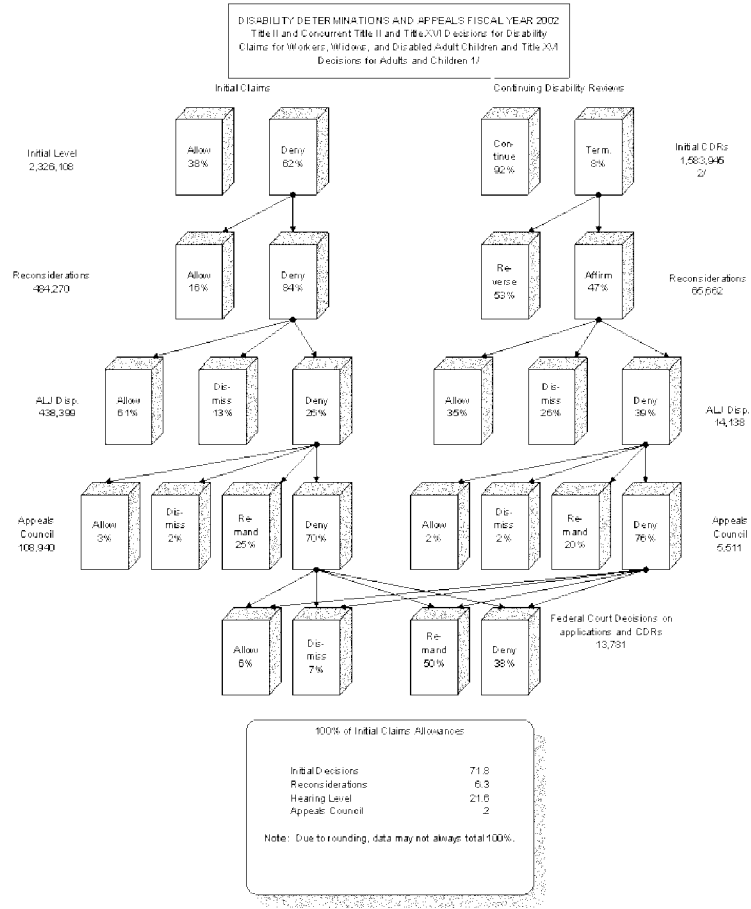 DISABILITY DETERMINATIONS AND APPEALS FISCAL YEAR 2002
Title II and Concurrent Title II and Title XVI Decisions for Disability
Claims for Workers, Widows, and Disabled Adult Children and Title XVI
Decisions for Adults and Children 1/
Initial Claims
Continuing Disability Reviews
Initial Level
2,326,108
Allow
38%
Deny
62%
Con-
tinue
92%
Term.
8%
Initial CDRs
1,583,945
2/
Reconsiderations
484,270
Allow
16%
Deny
84%
Re-
verse
53%
Affirm
47%
Reconsiderations
65,662
ALJ Disp.
438,399
Allow
61%
Dis-
miss
13%
Deny
26%
Allow
35%
Dis-
miss
26%
Deny
39%
ALJ Disp.
14,138
Appeals
Council
108,940
Allow
3%
Dis-
miss
2%
Re-
mand
25%
Deny
70%
Allow
2%
Dis-
miss
2%
Re-
mand
20%
Deny
76%
Appeals
Council
5,511
Allow
6%
Dis-
miss
7%
Re-
mand
50%
Deny
38%
Federal Court Decisions on
applications and CDRs
13,781
100% of Initial Claims Allowances
Initial Decisions 71.8
Reconsiderations 6.3
Hearing Level 21.6
Appeals Council .2
Note: Due to rounding, data may not always total 100%.